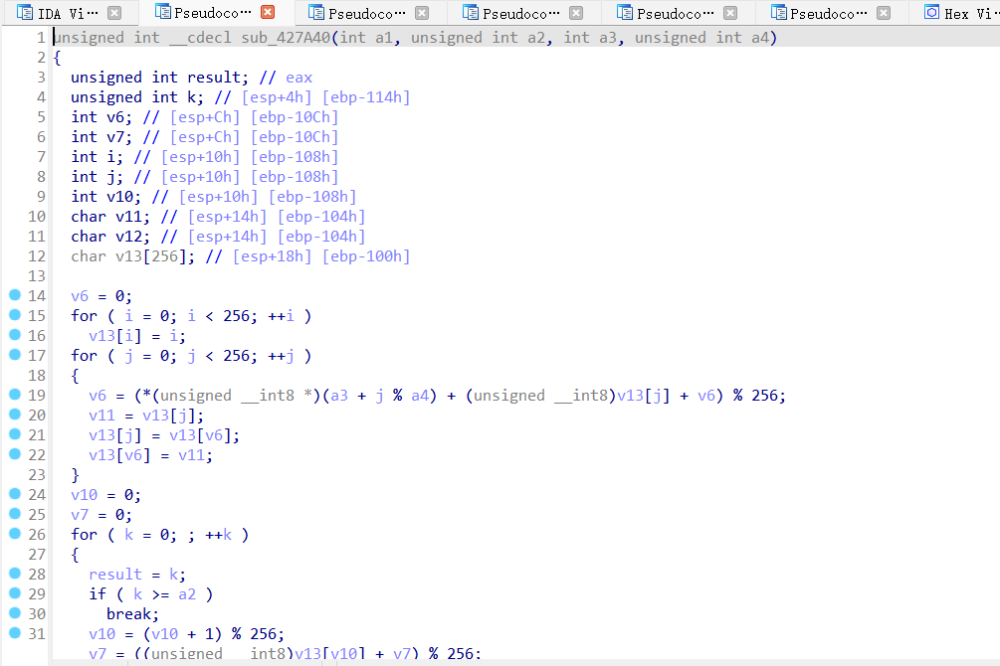 IDA Vi··· Pseudoco··· Pseudoco··· Pseudoco··· Pseudoco··· Pseudoco··· Hex Vi··
1 unsigned int __cdecl sub_427A40(int a1, unsigned int a2, int a3, unsigned int a4)
2 {
3 unsigned int result; // eax
4 unsigned int k; // [esp+4h] [ebp-114h]
5 int v6; // [esp+Ch] [ebp-10Ch]
6 int v7; // [esp+Ch] [ebp-10Ch]
7 int i; // [esp+10h] [ebp-108h]
8 int j; // [esp+10h] [ebp-108h]
9 int v10; // [esp+10h] [ebp-108h]
10 char v11; // [esp+14h] [ebp-104h]
11 char v12; // [esp+14h] [ebp-104h]
12 char v13[256]; // [esp+18h] [ebp-100h]
13
14 v6 = 0;
15 for ( i = 0; i < 256; ++i )
16 v13[i] = i;
17 for ( j = 0; j < 256; ++j )
18 {
19 v6 = (*(unsigned __int8 *)(a3 + j % a4) + (unsigned __int8)v13[j] + v6) % 256;
20 v11 = v13[j];
21 v13[j] = v13[v6];
22 v13[v6] = v11;
23 }
24 v10 = 0;
25 v7 = 0;
26 for ( k = 0; ; ++k )
27 {
28 result = k;
29 if ( k >= a2 )
30 break;
31 v10 = (v10 + 1) % 256;
v7 = ((unsigned __int8)v13[v10] + v7) % 256;